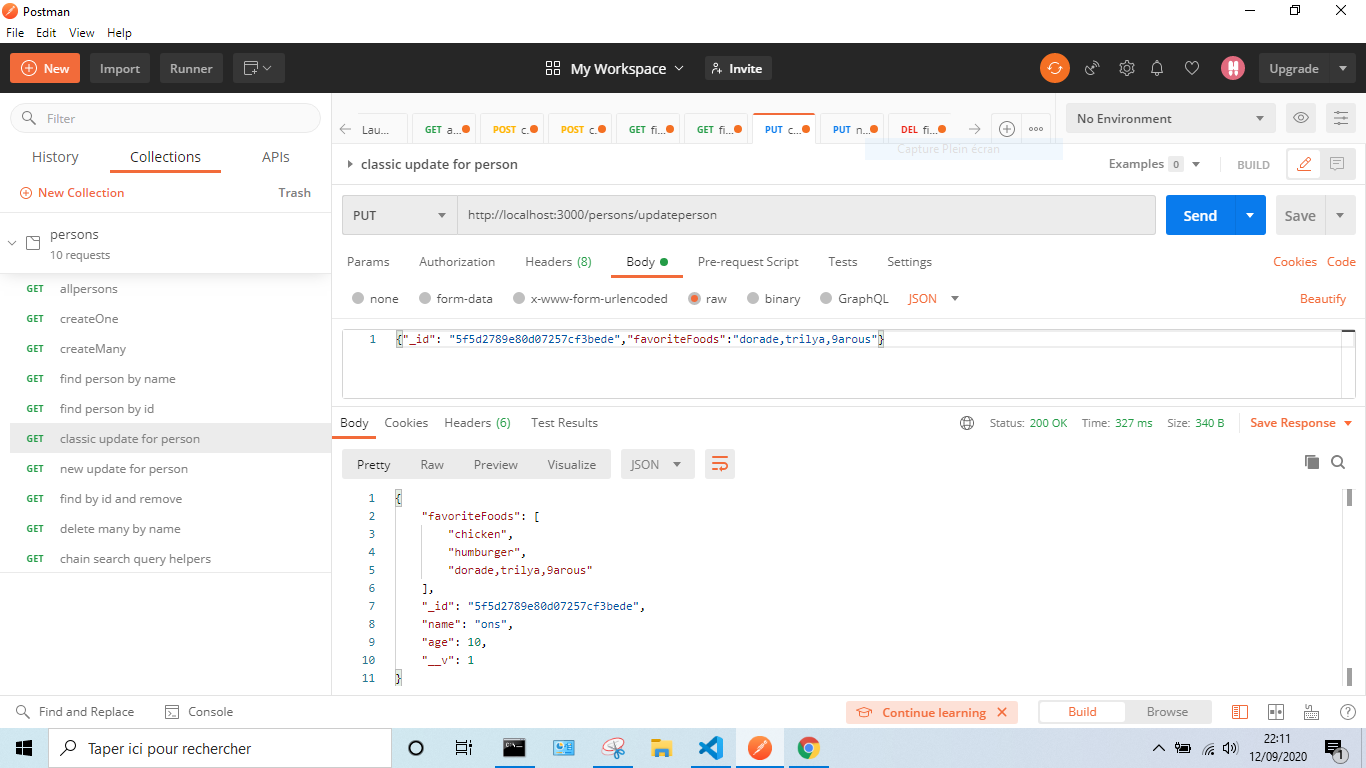 Postman
File Edit View Help
New Import Runner My Workspace Invite Upgrade
Filter
History Collections APIs
New Collection Trash
persons
10 requests
GET allpersons
GET createOne
GET createMany
GET find person by name
GET find person by id
GET classic update for person
GET new update for person
GET find by id and remove
GET delete many by name
GET chain search query helpers
Lau... GET a... POST c. POST c. GET fi... GET fi... PUT c... PUT n... DEL fi... No Environment
Capture Plein écran
classic update for person Examples 0 BUILD
PUT http://localhost:3000/persons/updateperson Send Save
Params Authorization Headers (8) Body Pre-request Script Tests Settings Cookies Code
none form-data x-www-form-urlencoded raw binary GraphQL JSON Beautify
1 {"_id": "5f5d2789e80d07257cf3bede","favoriteFoods":"dorade,trilya,9arous"}
Body Cookies Headers (6) Test Results Status: 200 OK Time: 327 ms Size: 340 B Save Response
Pretty Raw Preview Visualize JSON
1 {
2 "favoriteFoods": [
3 "chicken",
4 "humburger",
5 "dorade,trilya,9arous"
6 ],
7 "_id": "5f5d2789e80d07257cf3bede",
8 "name": "ons",
9 "age": 10,
10 "__v": 1
11 }
Find and Replace Console Continue learning Build Browse
Taper ici pour rechercher
22:11
12/09/2020
1